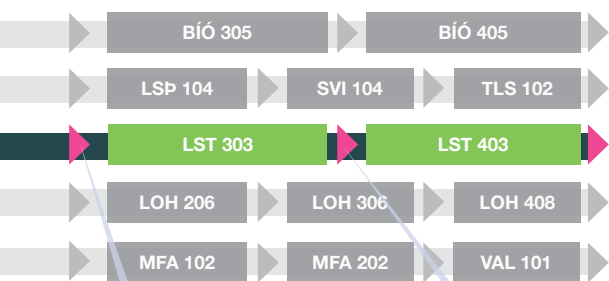 BÍÓ 305 BÍÓ 405
LSÞ 104 SVI 104 TLS 102
LST 303 LST 403
LOH 206 LOH 306 LOH 408
MFA 102 MFA 202 VAL 101